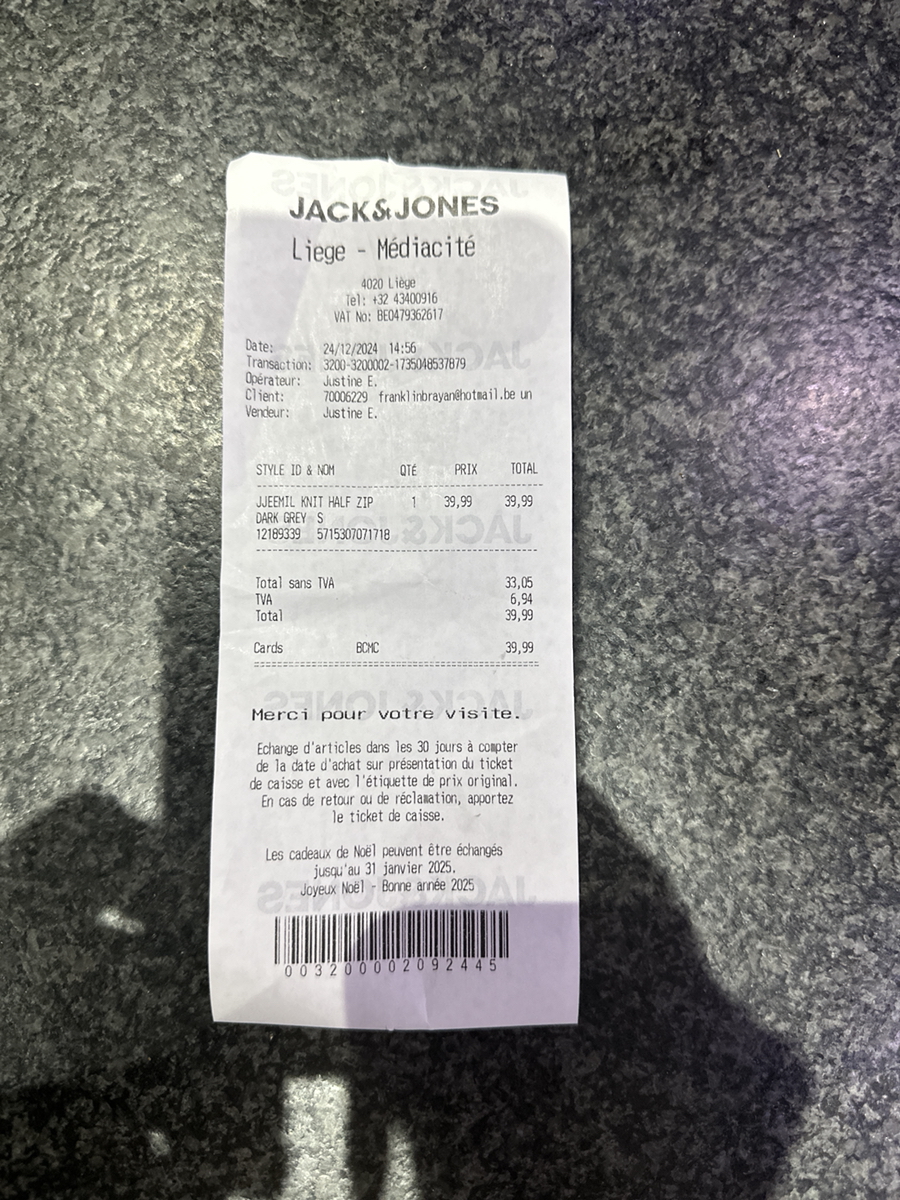 JACK&JONES
Liege - Médiacité
4020 Liège
Tel: +32 43400916
VAT No: BE0479362617
Date: 24/12/2024 14:56
Transaction: 3200-3200002-1735048537879
Opérateur: Justine E.
Client: 70006229 franklinbrayan@hotmail.be un
Vendeur: Justine E.
STYLE ID & NOM QTÉ PRIX TOTAL
JJEEMIL KNIT HALF ZIP 1 39,99 39,99
DARK GREY S
12189339 5715307071718
Total sans TVA 33,05
TVA 6,94
Total 39,99
Cards BCMC 39,99
Merci pour votre visite.
Echange d'articles dans les 30 jours à compter
de la date d'achat sur présentation du ticket
de caisse et avec l'étiquette de prix original.
En cas de retour ou de réclamation, apportez
le ticket de caisse.
Les cadeaux de Noël peuvent être échangés
jusqu'au 31 janvier 2025.
Joyeux Noël - Bonne année 2025
0032000002092445